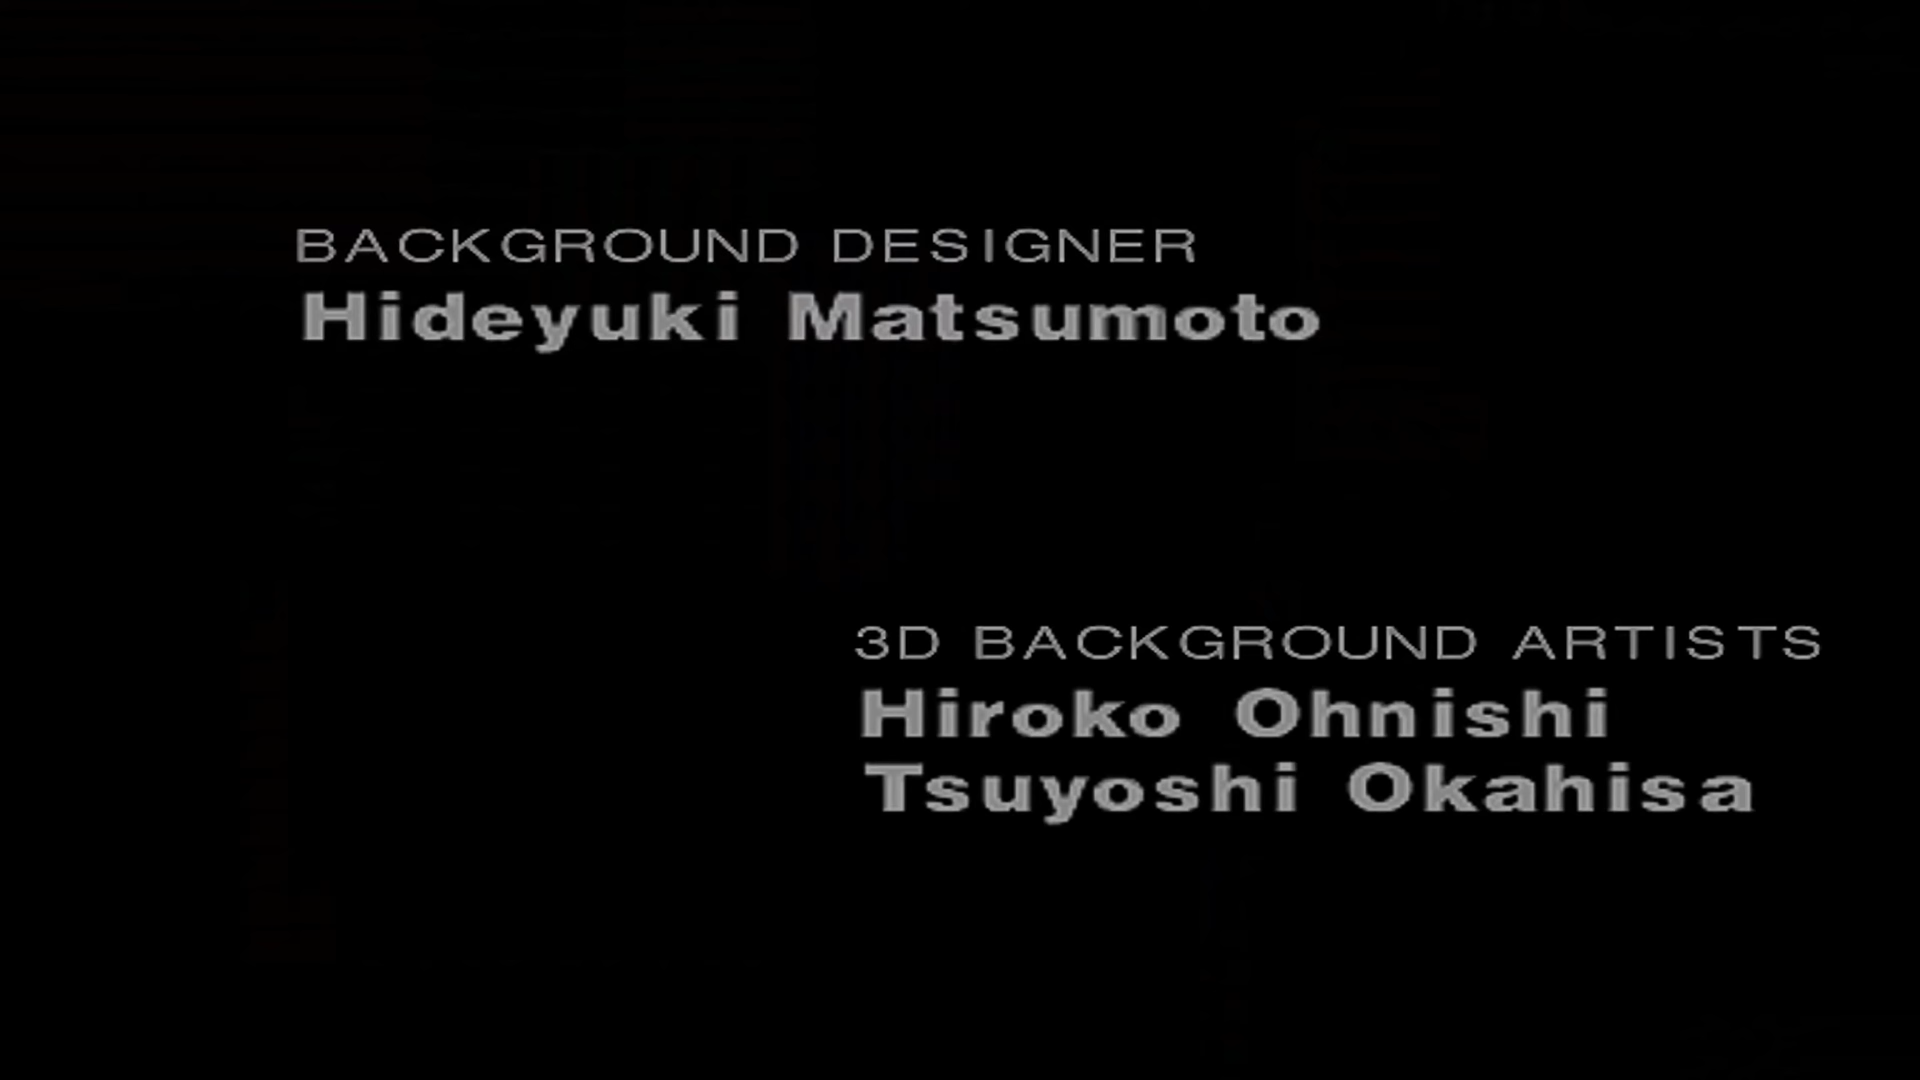 BACKGROUND DESIGNER
Hideyuki Matsumoto
3D BACKGROUND ARTISTS
Hiroko Ohnishi
Tsuyoshi Okahisa